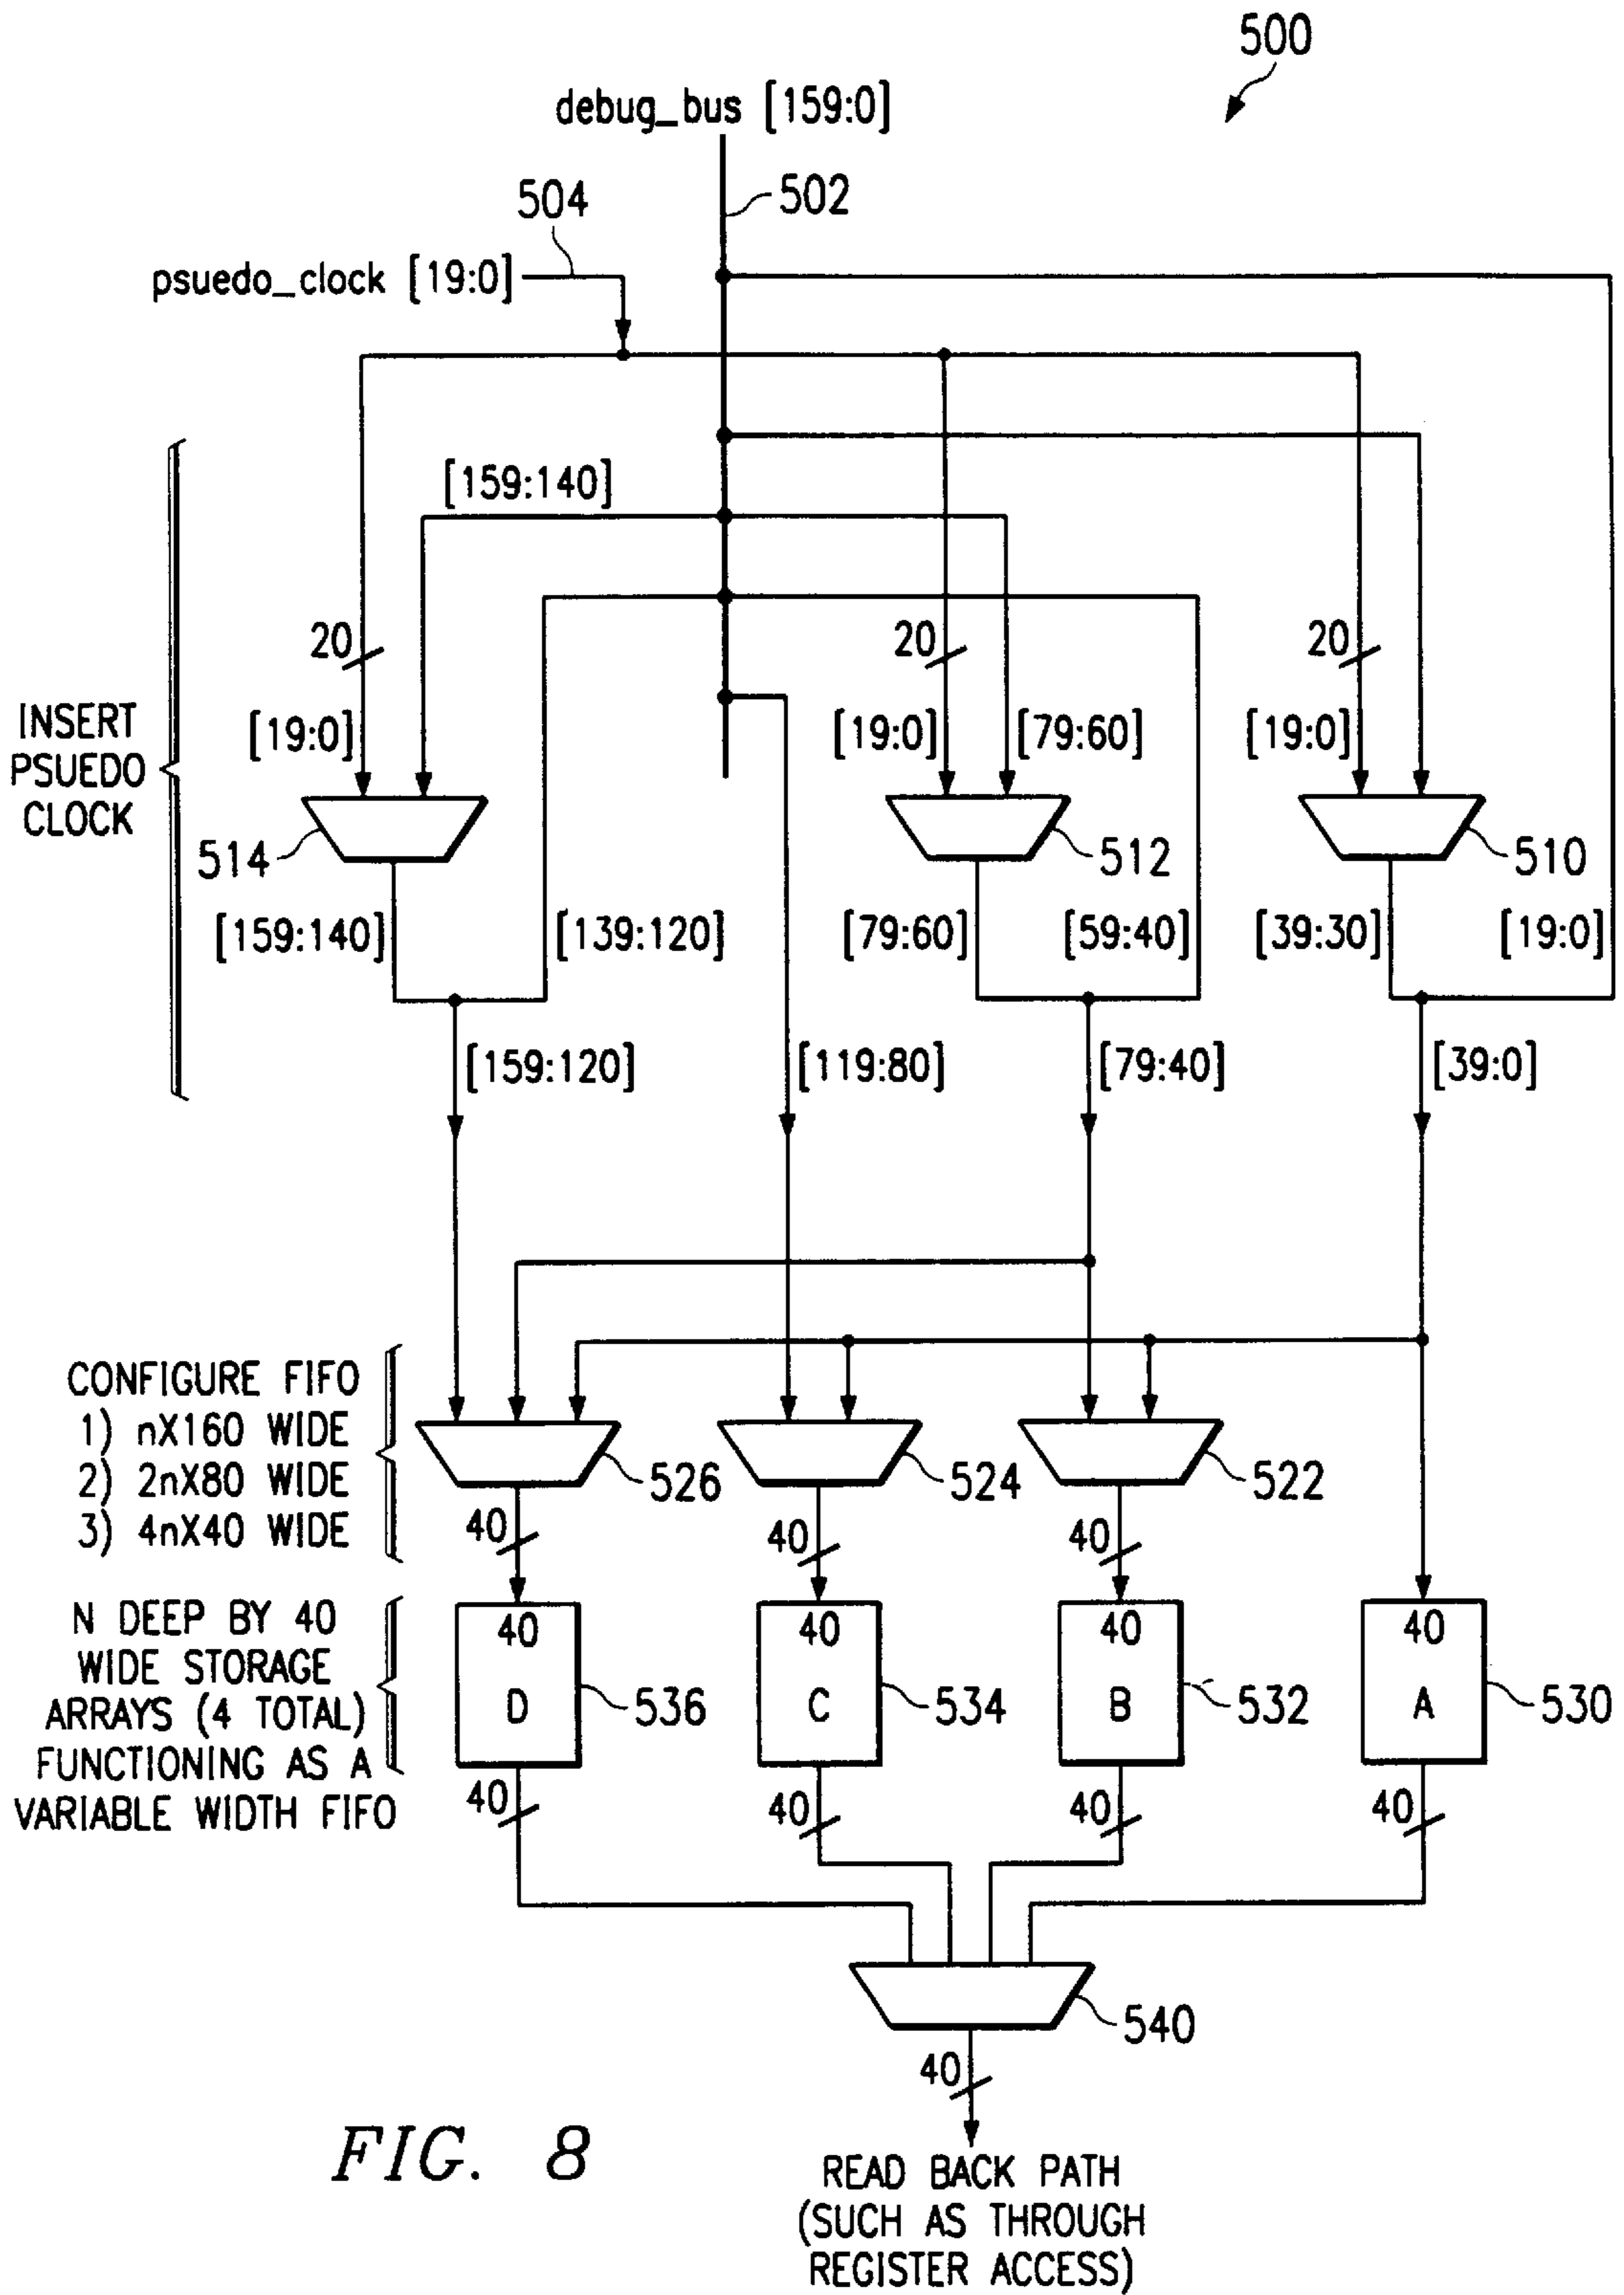 500
debug_bus [159:0]
504
502
psuedo_clock [19:0]
[159:140]
20
20
20
INSERT
PSUEDO
CLOCK
[19:0]
[19:0]
[79:60]
[19:0]
514
512
510
[159:140]
[139:120]
[79:60]
[59:40]
[39:30]
[19:0]
[159:120]
[119:80]
[79:40]
[39:0]
CONFIGURE FIFO
1) nX160 WIDE
2) 2nX80 WIDE
3) 4nX40 WIDE
526
524
522
40
40
40
N DEEP BY 40
WIDE STORAGE
ARRAYS (4 TOTAL)
FUNCTIONING AS A
VARIABLE WIDTH FIFO
40
40
40
40
D
536
C
534
B
532
A
530
40
40
40
40
540
40
FIG. 8
READ BACK PATH
(SUCH AS THROUGH
REGISTER ACCESS)